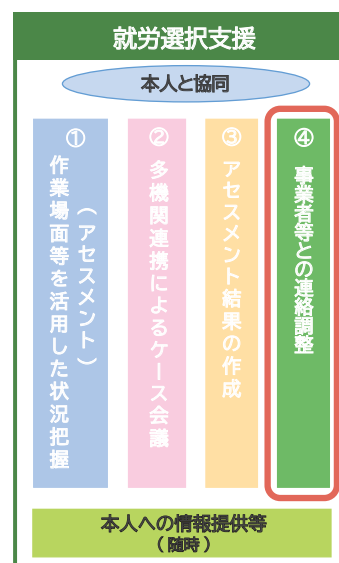 就労選択支援
本人と協同
①
作業場面等を活用した状況把握
（アセスメント）
②
多機関連携によるケース会議
③
アセスメント結果の作成
④
事業者等との連絡調整
本人への情報提供等
（随時）